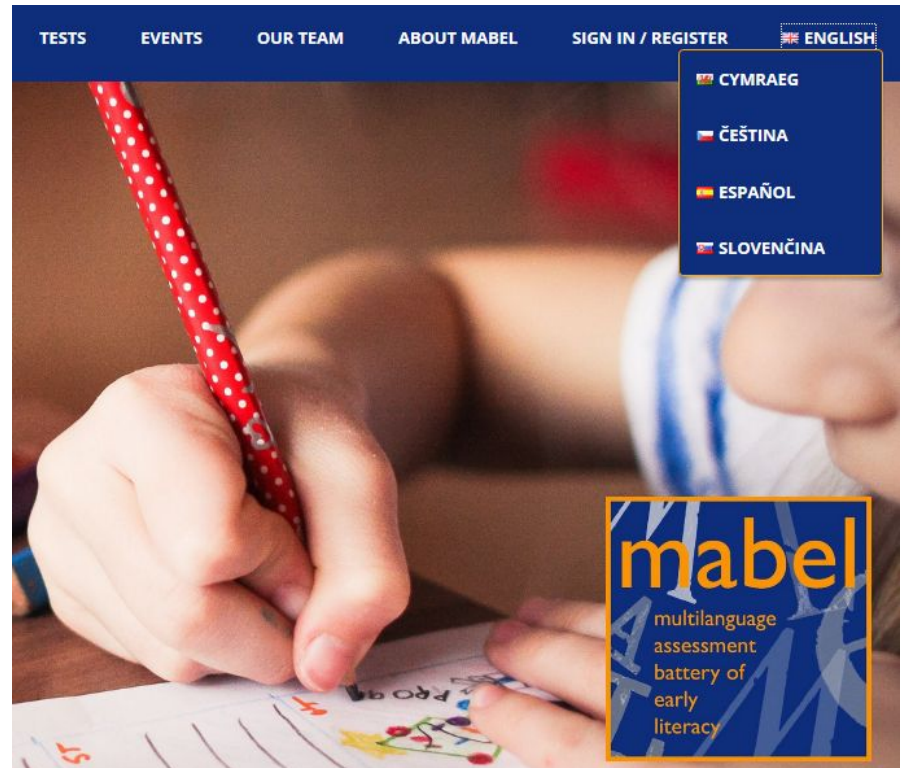 TESTS EVENTS OUR TEAM ABOUT MABEL SIGN IN / REGISTER ENGLISH
CYMRAEG
ČEŠTINA
ESPAÑOL
SLOVENČINA
mabel
multilanguage
assessment
battery of
early
literacy